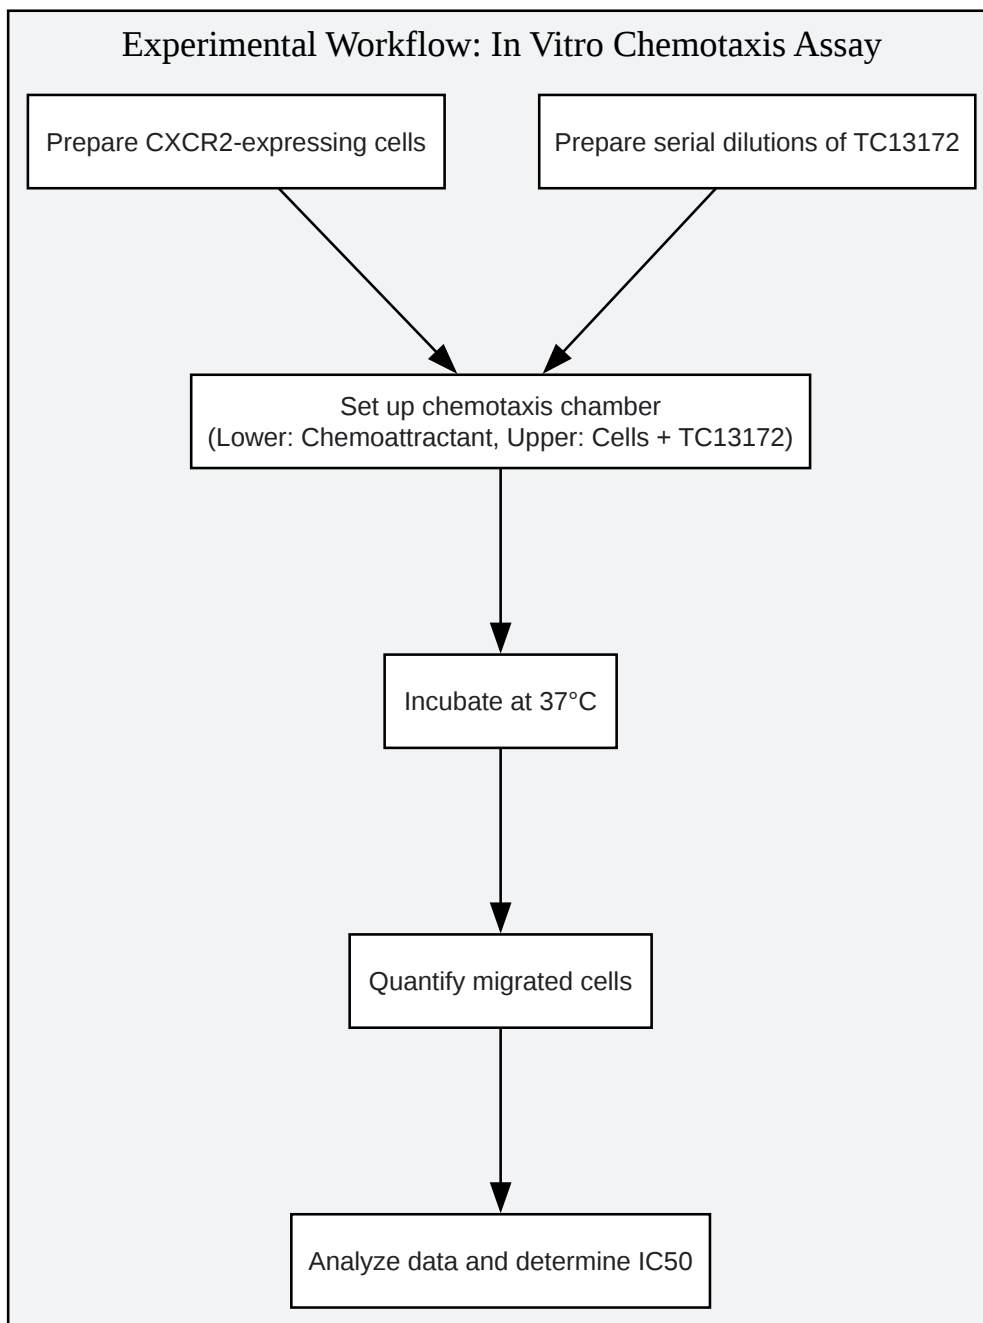 Experimental Workflow: In Vitro Chemotaxis Assay
Prepare CXCR2-expressing cells
Prepare serial dilutions of TC13172
Set up chemotaxis chamber
(Lower: Chemoattractant, Upper: Cells + TC13172)
Incubate at 37°C
Quantify migrated cells
Analyze data and determine IC50